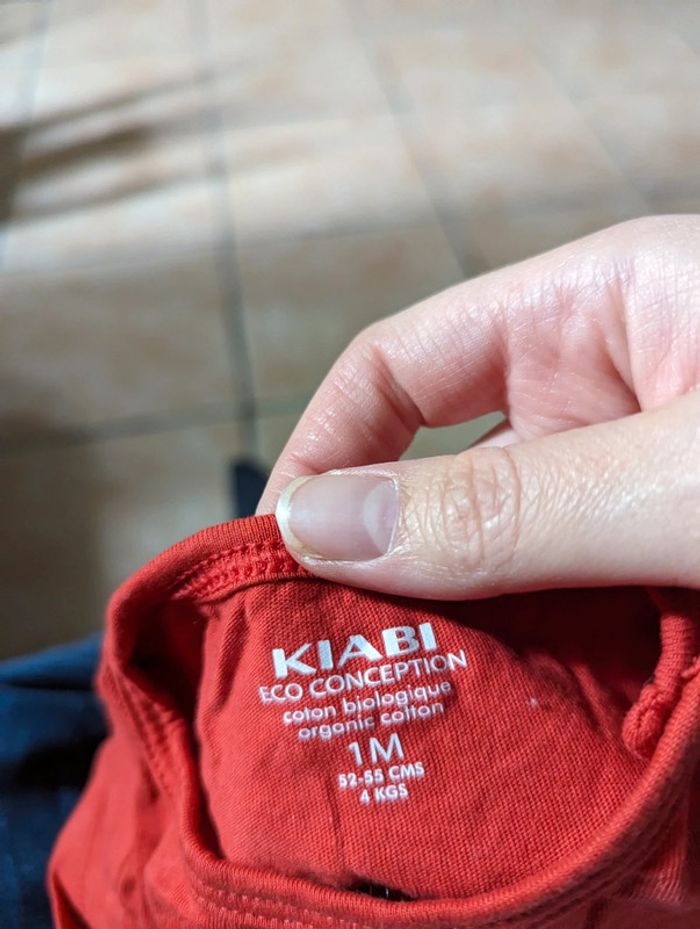 KIABI
ECO CONCEPTION
coton biologique
organic cotton
1M
52-55 CMS
4 KGS